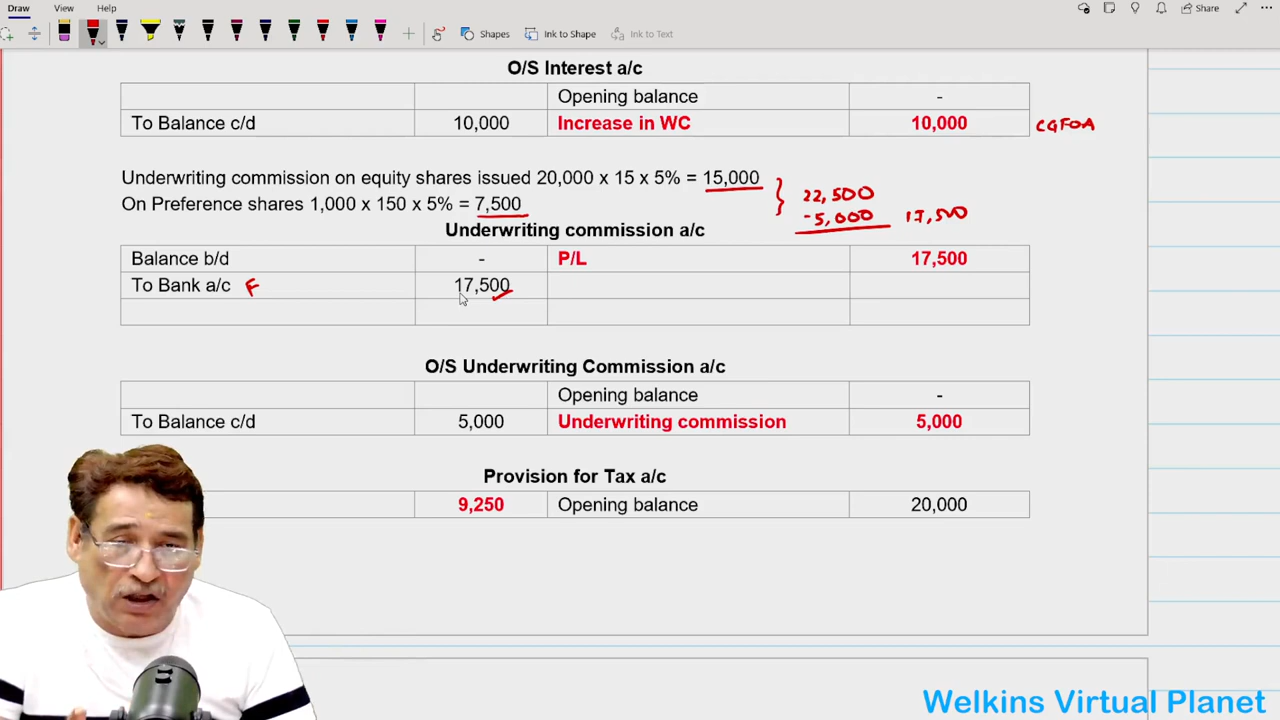 Draw View Help
Shapes Ink to Shape Ink to Text Share
O/S Interest a/c
Opening balance -
To Balance c/d 10,000 Increase in WC 10,000 CGFOA
Underwriting commission on equity shares issued 20,000 x 15 x 5% = 15,000
On Preference shares 1,000 x 150 x 5% = 7,500
22,500
-5,000 17,500
Underwriting commission a/c
Balance b/d - P/L 17,500
To Bank a/c F 17,500
O/S Underwriting Commission a/c
Opening balance -
To Balance c/d 5,000 Underwriting commission 5,000
Provision for Tax a/c
9,250 Opening balance 20,000
Welkins Virtual Planet